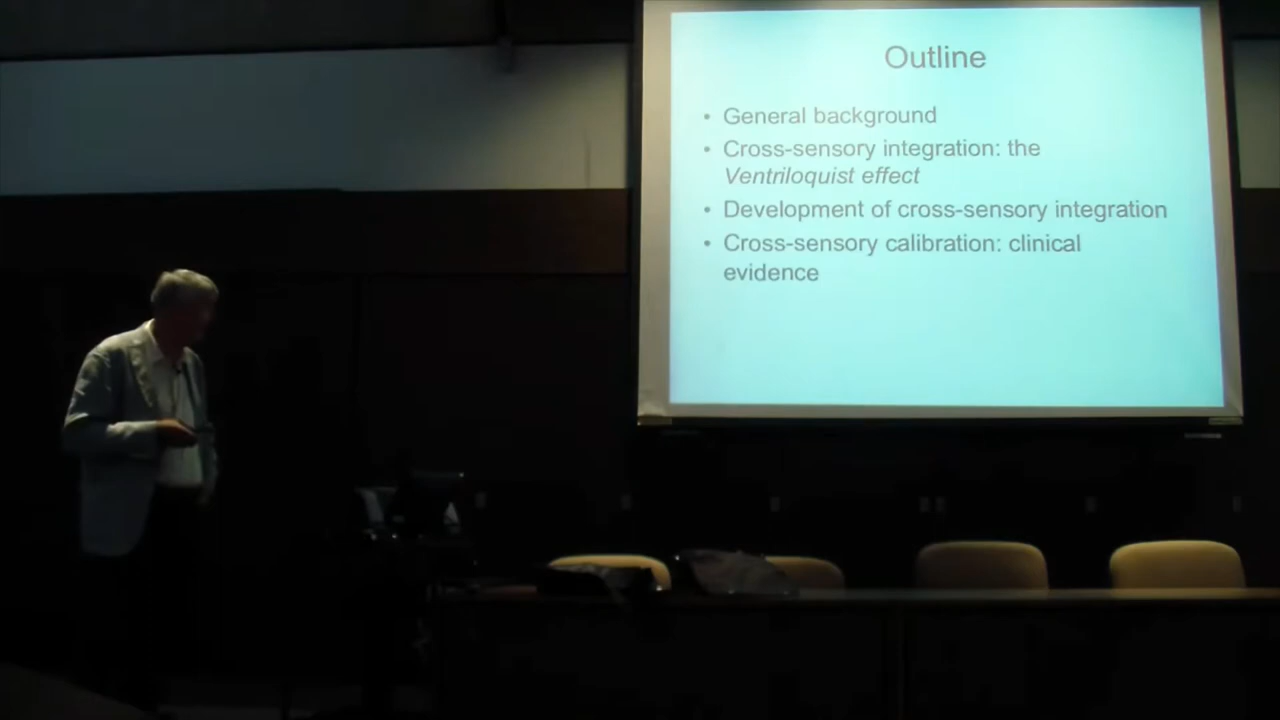 Outline
• General background
• Cross-sensory integration: the
Ventriloquist effect
• Development of cross-sensory integration
• Cross-sensory calibration: clinical
evidence